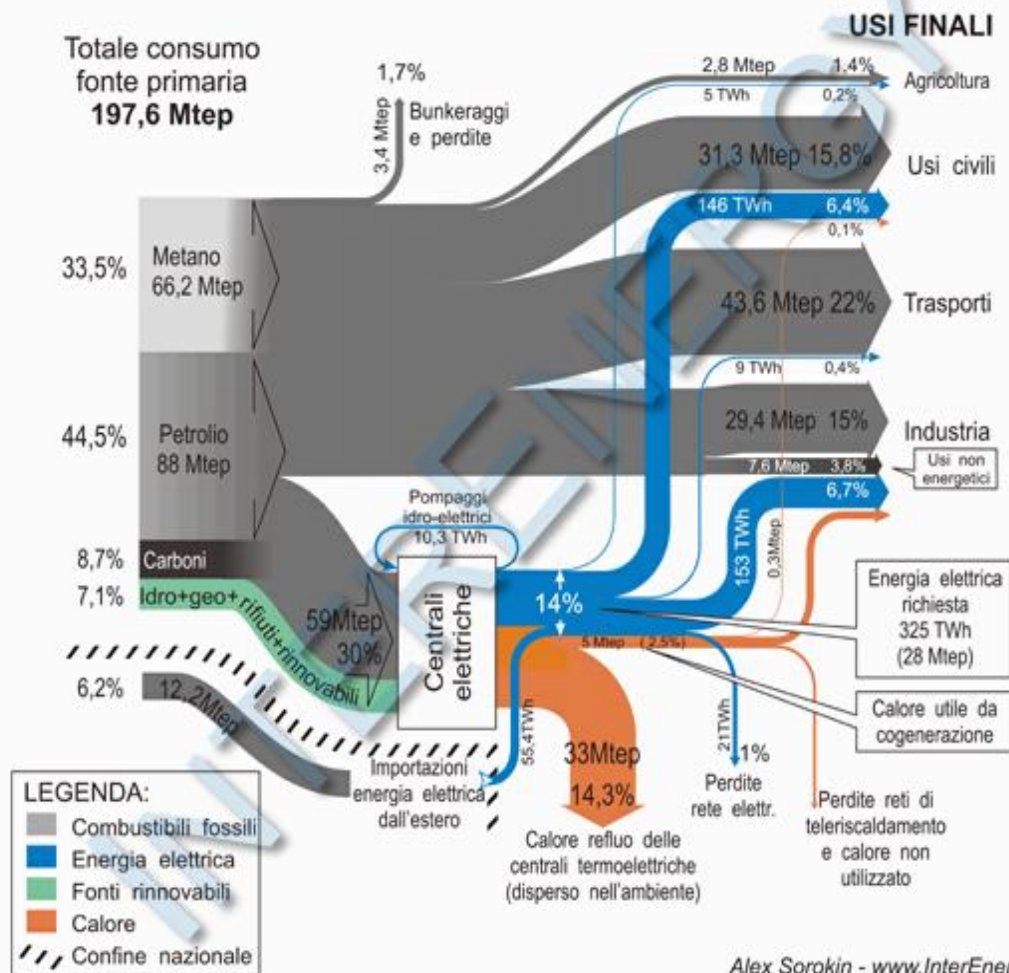 USI FINALI
Totale consumo
fonte primaria
197,6 Mtep
1,7%
3,4 Mtep
Bunkeraggi
e perdite
2,8 Mtep 1,4%
5 TWh 0,2%
Agricoltura
31,3 Mtep 15,8%
Usi civili
146 TWh 6,4%
0,1%
33,5%
Metano
66,2 Mtep
43,6 Mtep 22%
Trasporti
9 TWh 0,4%
44,5%
Petrolio
88 Mtep
29,4 Mtep 15%
Industria
7,6 Mtep 3,8%
Usi non
energetici
6,7%
Pompaggi
idro-elettrici
10,3 TWh
8,7%
Carboni
7,1%
Idro+geo+rifiuti+rinnovabili
59Mtep
30%
Centrali
elettriche
14%
153 TWh
0,3Mtep
5 Mtep (2,5%)
Energia elettrica
richiesta
325 TWh
(28 Mtep)
6,2%
12,2Mtep
55,4TWh
21TWh
1%
Perdite
rete elettr.
Calore utile da
cogenerazione
Importazioni
energia elettrica
dall'estero
33Mtep
14,3%
Calore refluo delle
centrali termoelettriche
(disperso nell'ambiente)
Perdite reti di
teleriscaldamento
e calore non
utilizzato
LEGENDA:
Combustibili fossili
Energia elettrica
Fonti rinnovabili
Calore
Confine nazionale
INTERENERGY
Alex Sorokin - www.InterEner